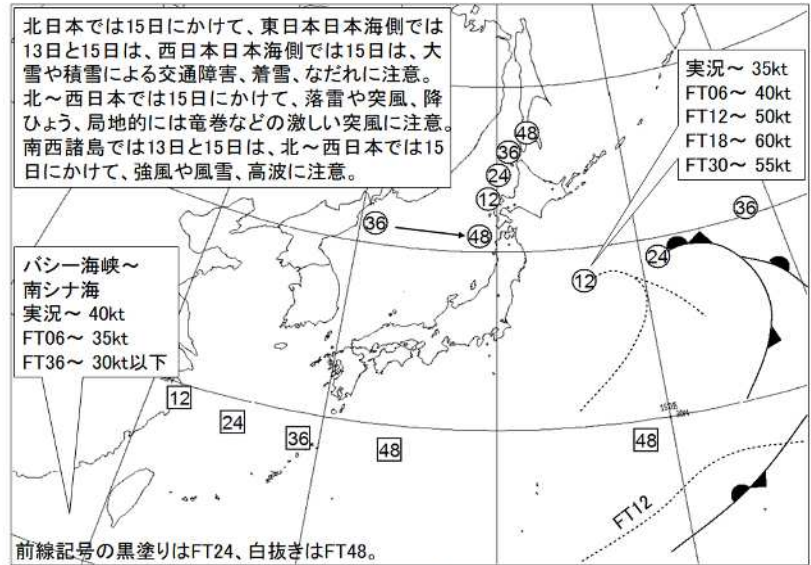 北日本では15日にかけて、東日本日本海側では
13日と15日は、西日本日本海側では15日は、大
雪や積雪による交通障害、着雪、なだれに注意。
北～西日本では15日にかけて、落雷や突風、降
ひょう、局地的には竜巻などの激しい突風に注意。
南西諸島では13日と15日は、北～西日本では15
日にかけて、強風や風雪、高波に注意。
実況～ 35kt
FT06～ 40kt
FT12～ 50kt
FT18～ 60kt
FT30～ 55kt
48
36
24
12
36
48
36
24
12
バシー海峡～
南シナ海
実況～ 40kt
FT06～ 35kt
FT36～ 30kt以下
12
24
36
48
48
FT12
前線記号の黒塗りはFT24、白抜きはFT48。